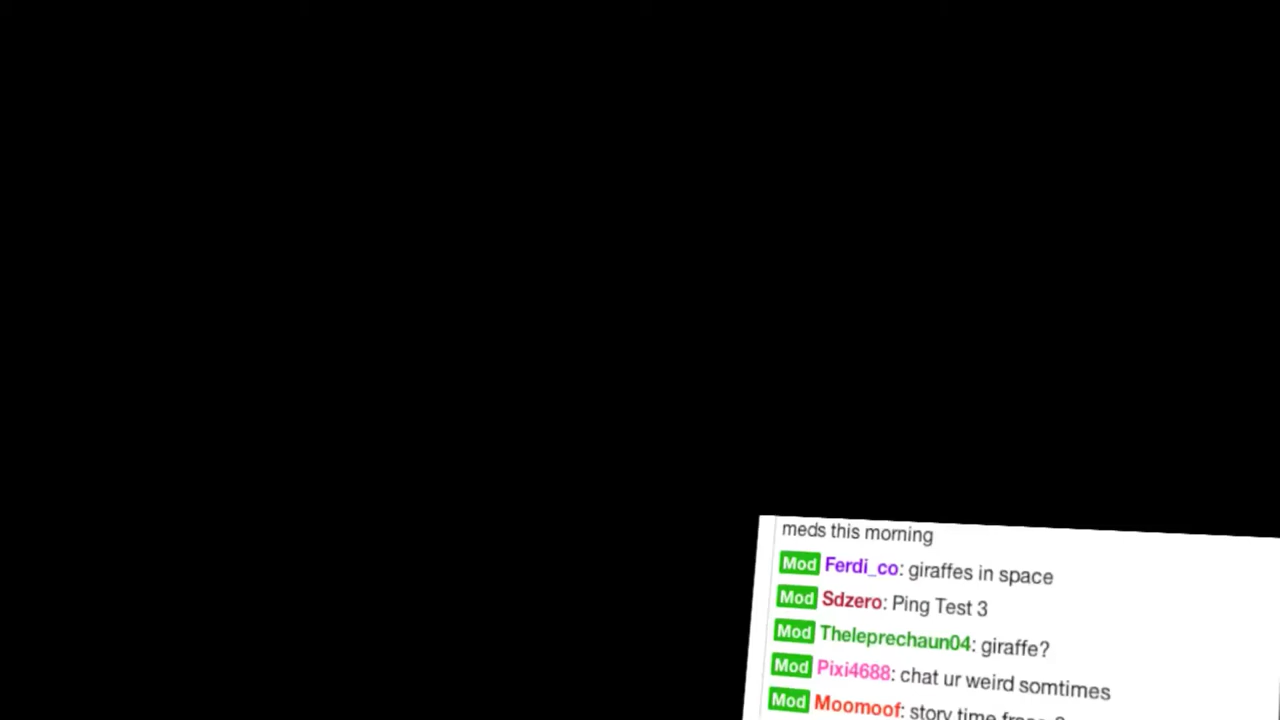 meds this morning
Mod Ferdi_co: giraffes in space
Mod Sdzero: Ping Test 3
Mod Theleprechaun04: giraffe?
Mod Pixi4688: chat ur weird somtimes
Mod Moomoof: story time